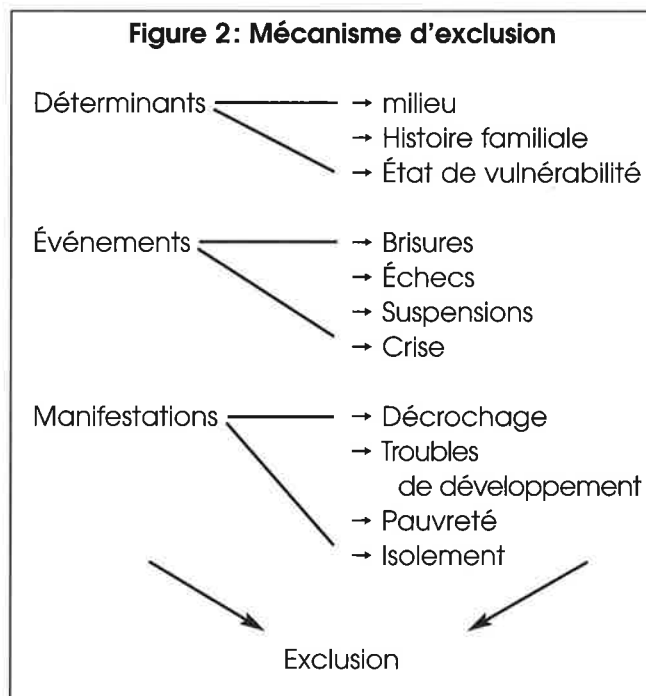 Figure 2: Mécanisme d'exclusion
Déterminants → milieu
→ Histoire familiale
→ État de vulnérabilité
Événements → Brisures
→ Échecs
→ Suspensions
→ Crise
Manifestations → Décrochage
→ Troubles
de développement
→ Pauvreté
→ Isolement
Exclusion